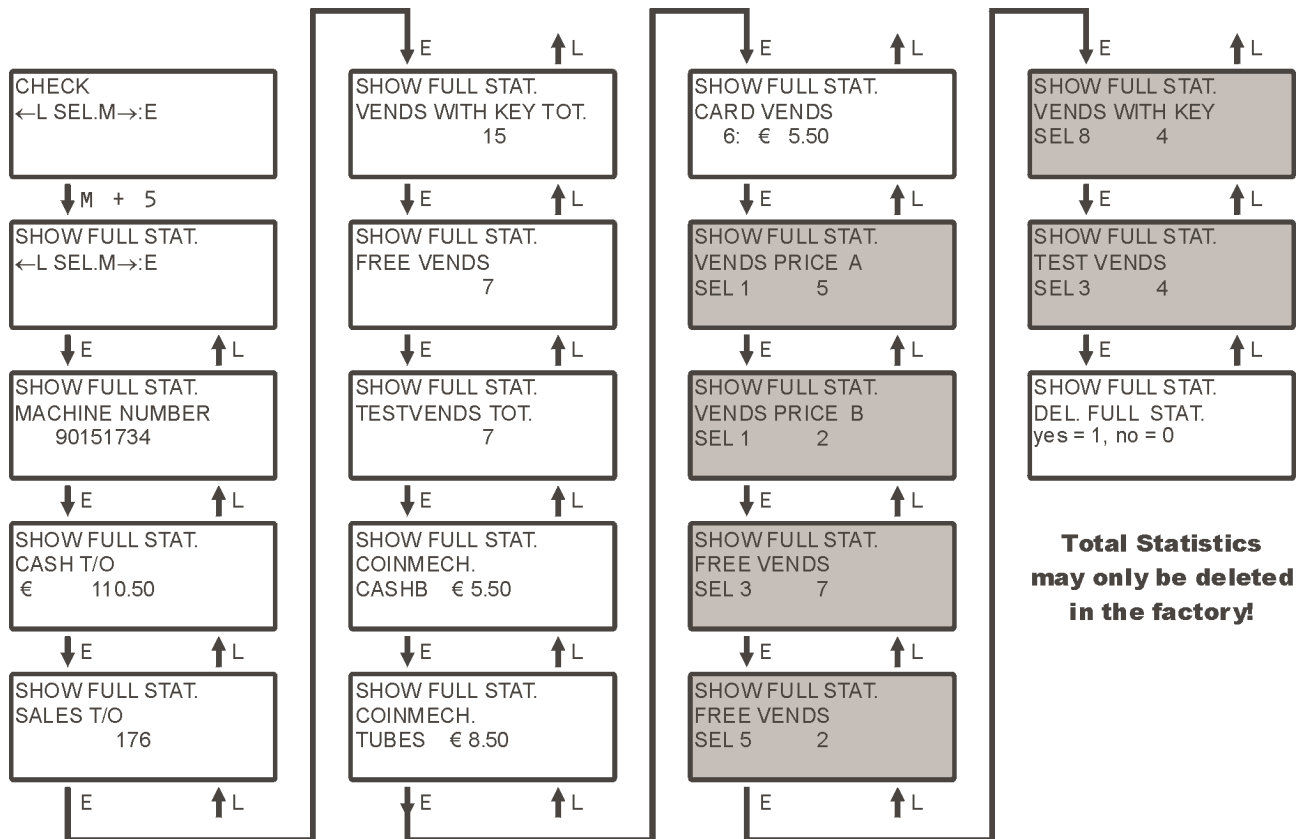 CHECK
←L SEL.M→:E
M + 5
SHOW FULL STAT.
←L SEL.M→:E
E L
SHOW FULL STAT.
MACHINE NUMBER
90151734
E L
SHOW FULL STAT.
CASH T/O
€ 110.50
E L
SHOW FULL STAT.
SALES T/O
176
E L
E L
SHOW FULL STAT.
VENDS WITH KEY TOT.
15
E L
SHOW FULL STAT.
FREE VENDS
7
E L
SHOW FULL STAT.
TESTVENDS TOT.
7
E L
SHOW FULL STAT.
COINMECH.
CASHB € 5.50
E L
SHOW FULL STAT.
COINMECH.
TUBES € 8.50
E L
E L
SHOW FULL STAT.
CARD VENDS
6: € 5.50
E L
SHOW FULL STAT.
VENDS PRICE A
SEL 1 5
E L
SHOW FULL STAT.
VENDS PRICE B
SEL 1 2
E L
SHOW FULL STAT.
FREE VENDS
SEL 3 7
E L
SHOW FULL STAT.
FREE VENDS
SEL 5 2
E L
E L
SHOW FULL STAT.
VENDS WITH KEY
SEL 8 4
E L
SHOW FULL STAT.
TEST VENDS
SEL 3 4
E L
SHOW FULL STAT.
DEL. FULL STAT.
yes = 1, no = 0
Total Statistics
may only be deleted
in the factory!